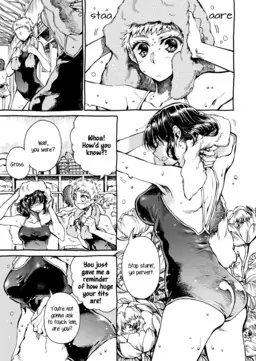 staa
aare
Whoa!
How'd you
know?!
Wait,
you were?
Gross.
Stop starin',
ya pervert.
You just
gave me a
reminder
of how huge
your tits
are!
You're not
gonna ask
to touch 'em,
are you?